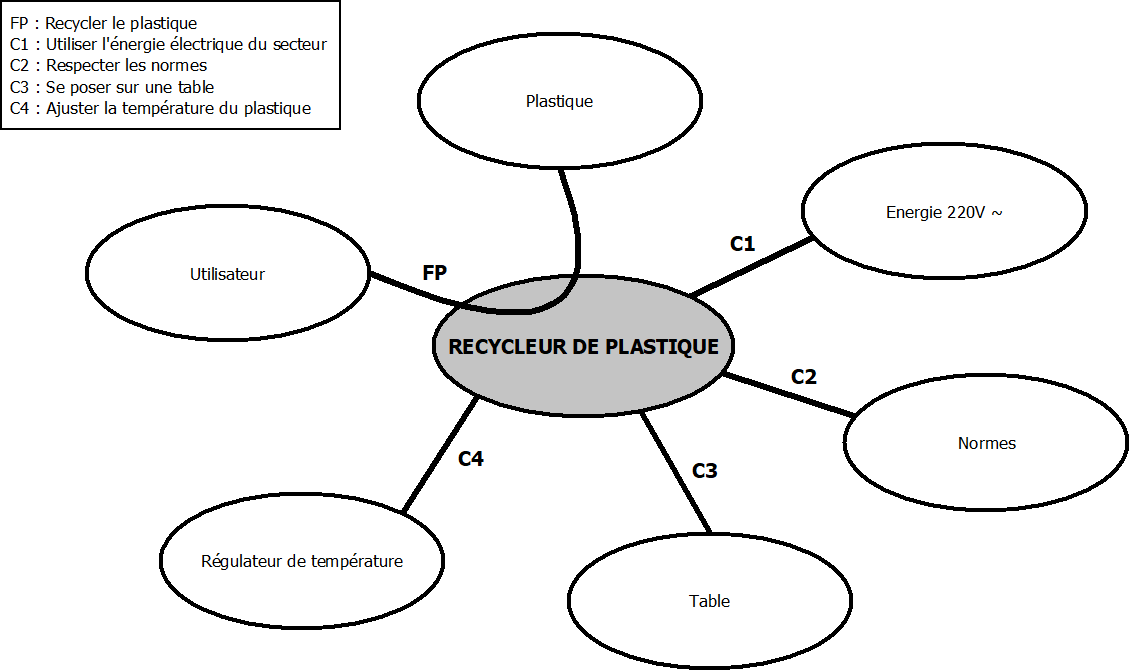 FP : Recycler le plastique
C1 : Utiliser l'énergie électrique du secteur
C2 : Respecter les normes
C3 : Se poser sur une table
C4 : Ajuster la température du plastique
Plastique
Energie 220V ~
C1
Utilisateur
FP
RECYCLEUR DE PLASTIQUE
C2
Normes
C4
C3
Régulateur de température
Table